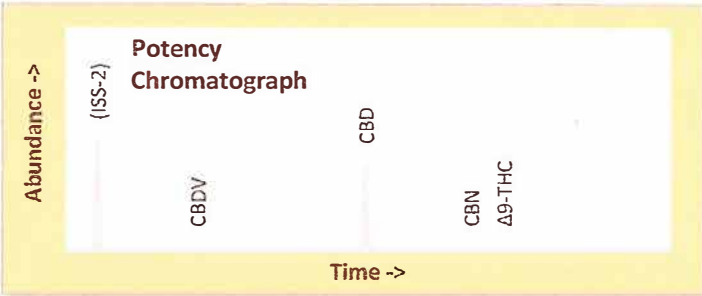 Potency
Chromatograph
Abundance ->
(ISS-2)
CBDV
CBD
CBN
Δ9-THC
Time ->